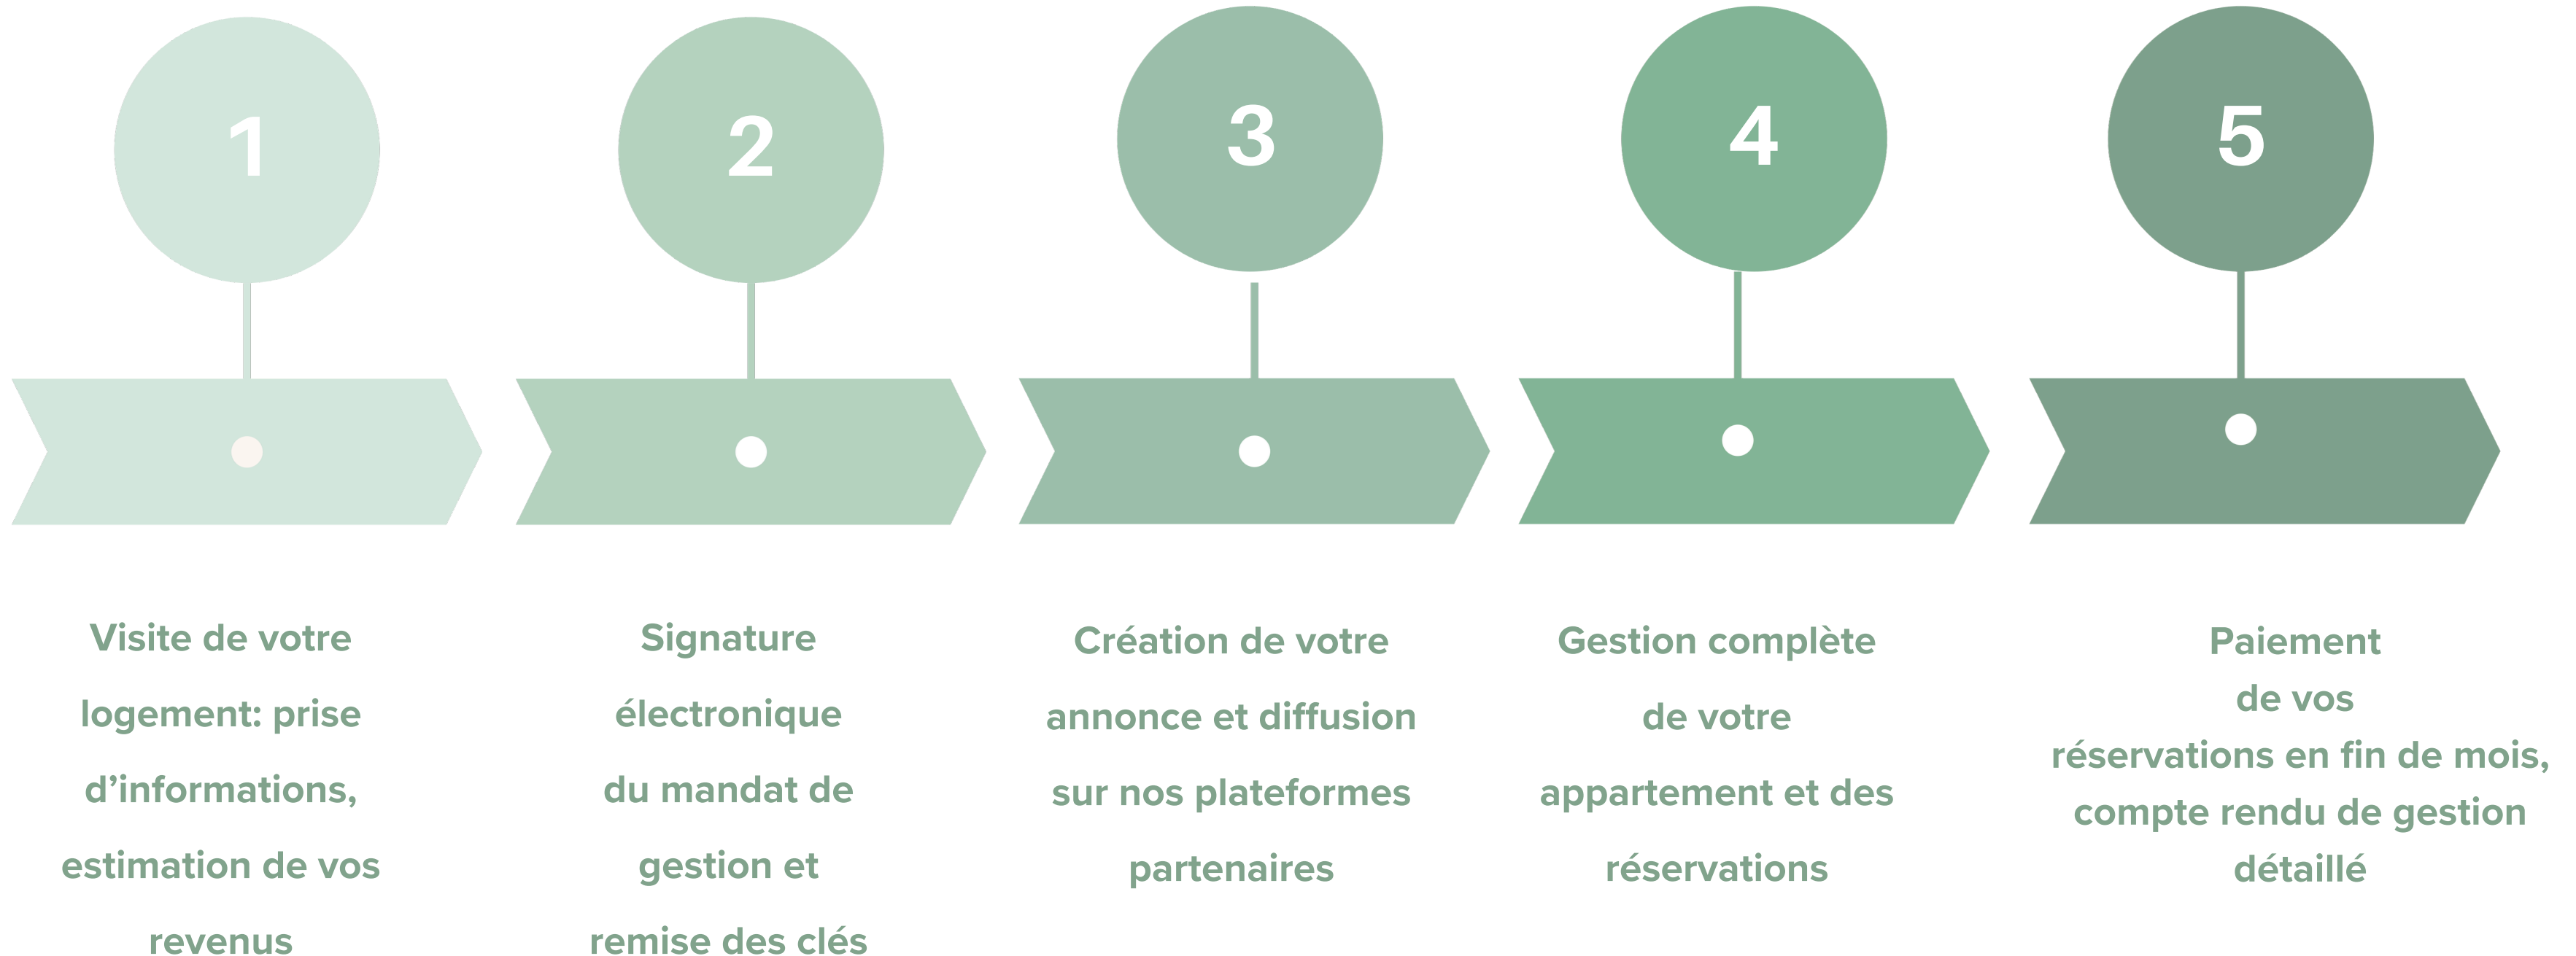 1
Visite de votre
logement: prise
d’informations,
estimation de vos
revenus
2
Signature
électronique
du mandat de
gestion et
remise des clés
3
Création de votre
annonce et diffusion
sur nos plateformes
partenaires
4
Gestion complète
de votre
appartement et des
réservations
5
Paiement
de vos
réservations en fin de mois,
compte rendu de gestion
détaillé